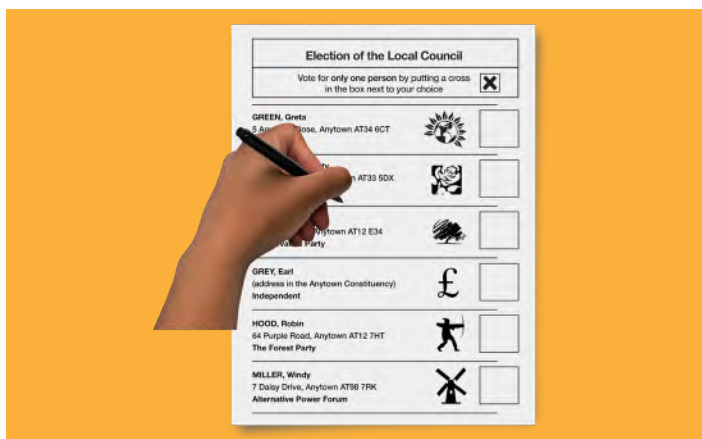 Election of the Local Council
Vote for only one person by putting a cross
in the box next to your choice
GREEN, Greta
5 Close, Anytown AT34 6CT
AT33 5DX
Anytown AT12 E34
Party
GREY, Earl
(address in the Anytown Constituency)
Independent
£
HOOD, Robin
64 Purple Road, Anytown AT12 7HT
The Forest Party
MILLER, Windy
7 Daisy Drive, Anytown AT98 7RK
Alternative Power Forum